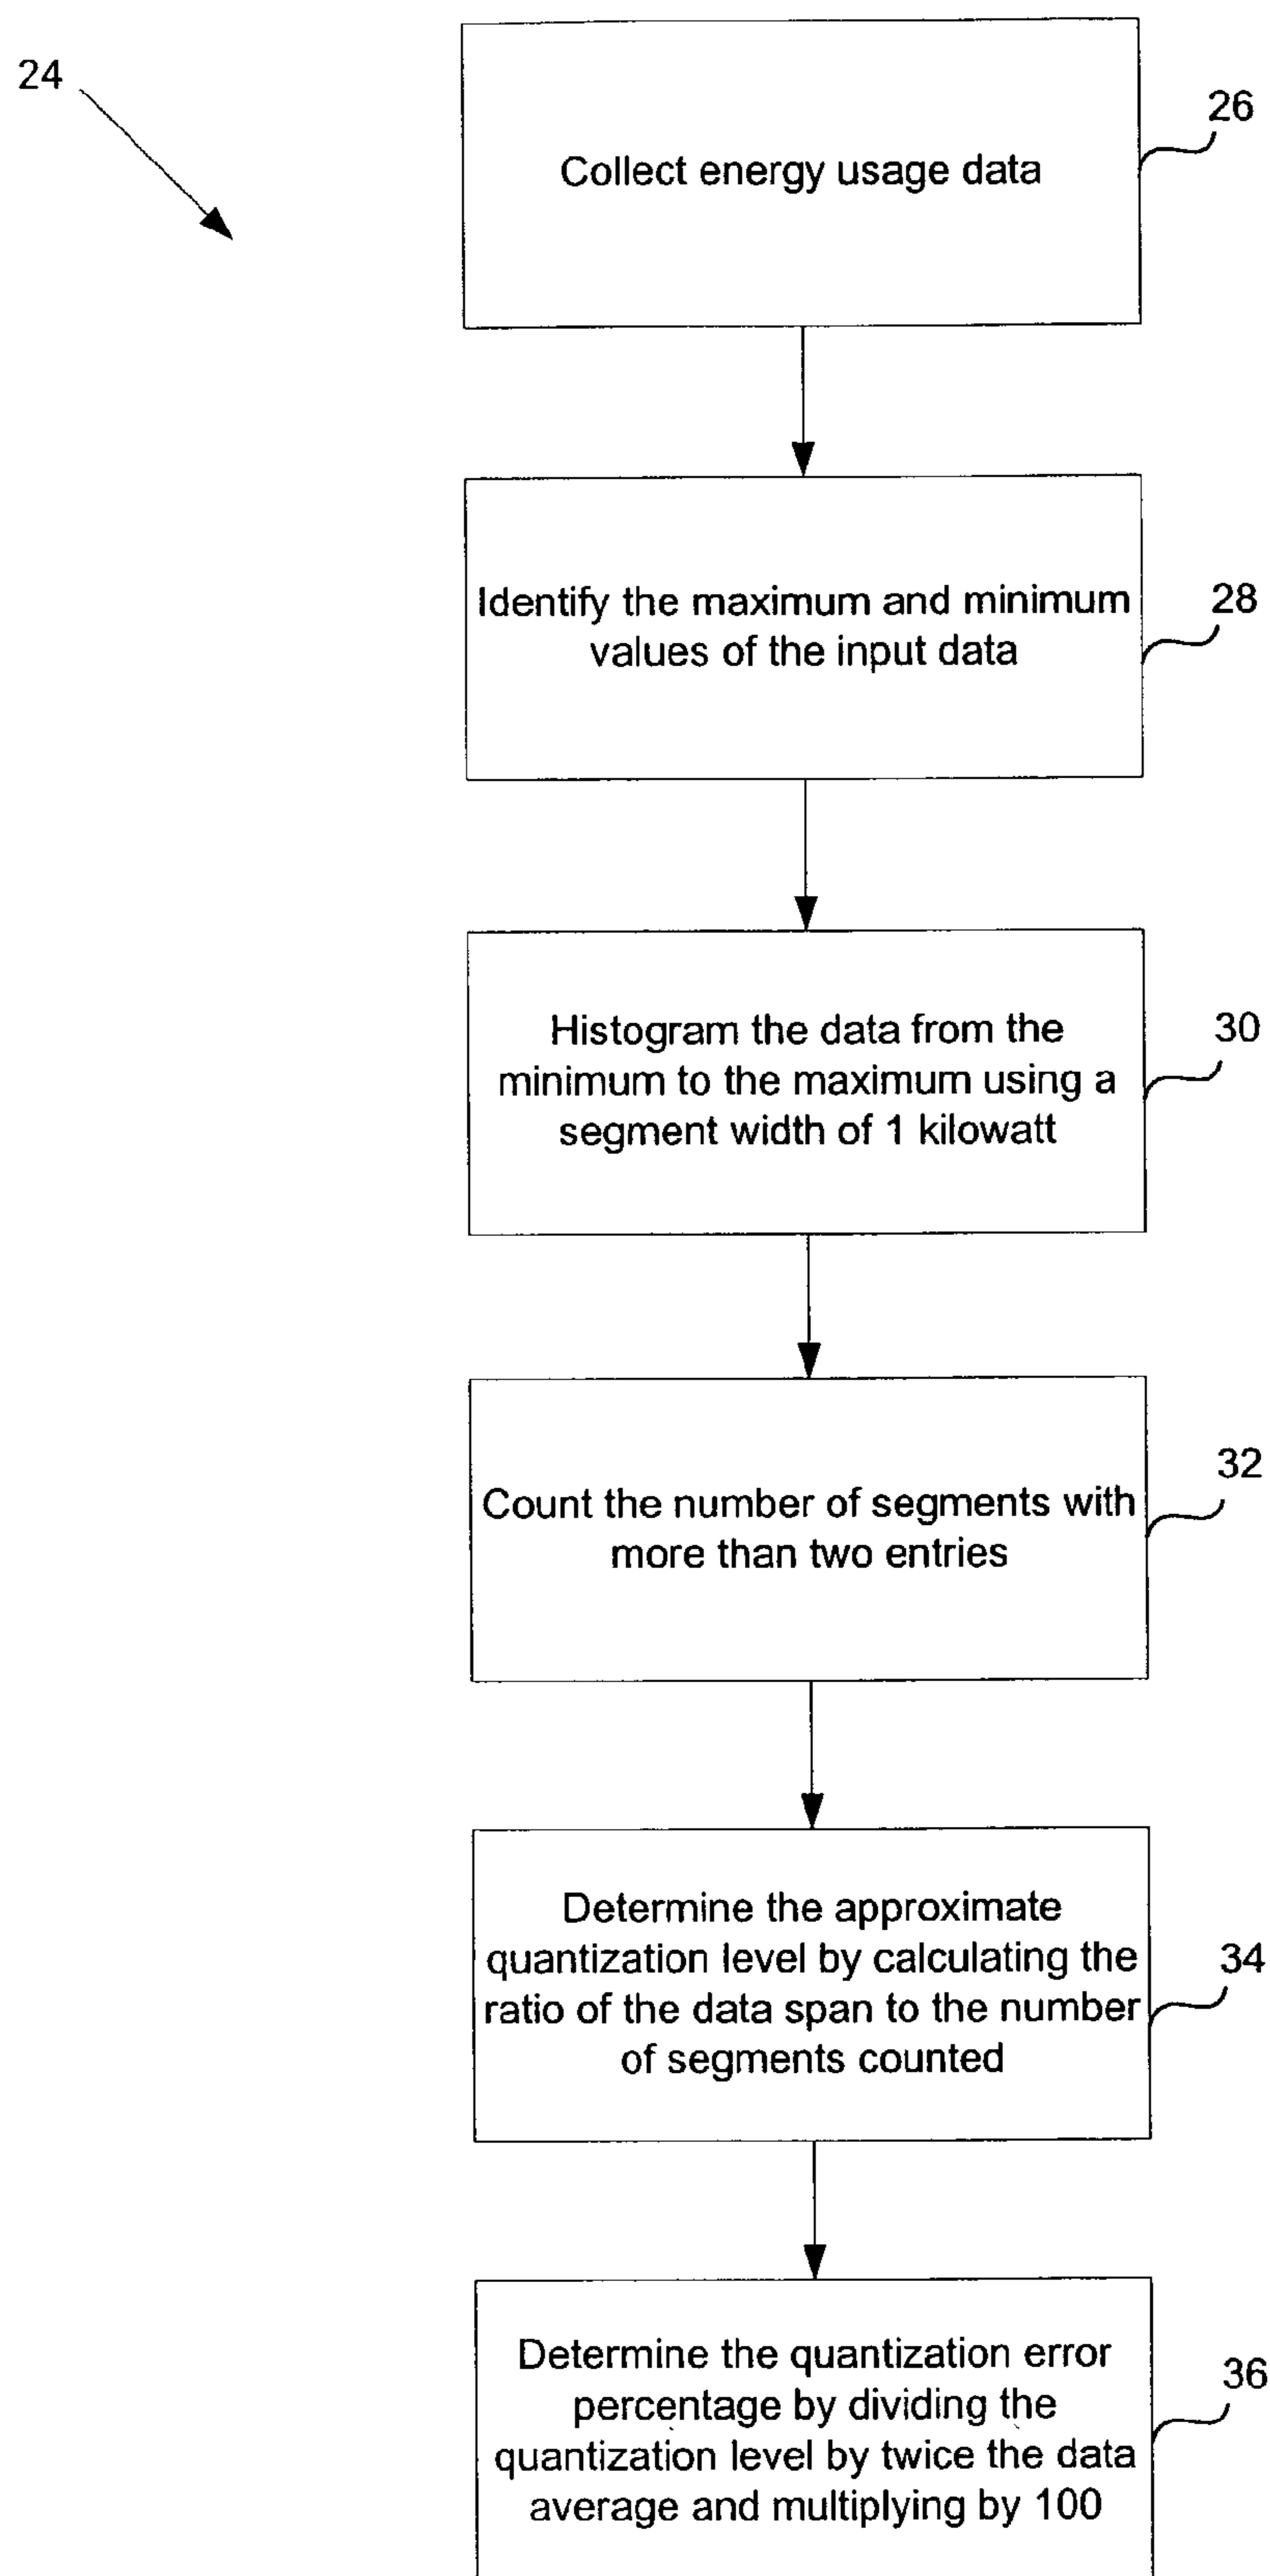 24
26
Collect energy usage data
28
Identify the maximum and minimum
values of the input data
30
Histogram the data from the
minimum to the maximum using a
segment width of 1 kilowatt
32
Count the number of segments with
more than two entries
34
Determine the approximate
quantization level by calculating the
ratio of the data span to the number
of segments counted
36
Determine the quantization error
percentage by dividing the
quantization level by twice the data
average and multiplying by 100